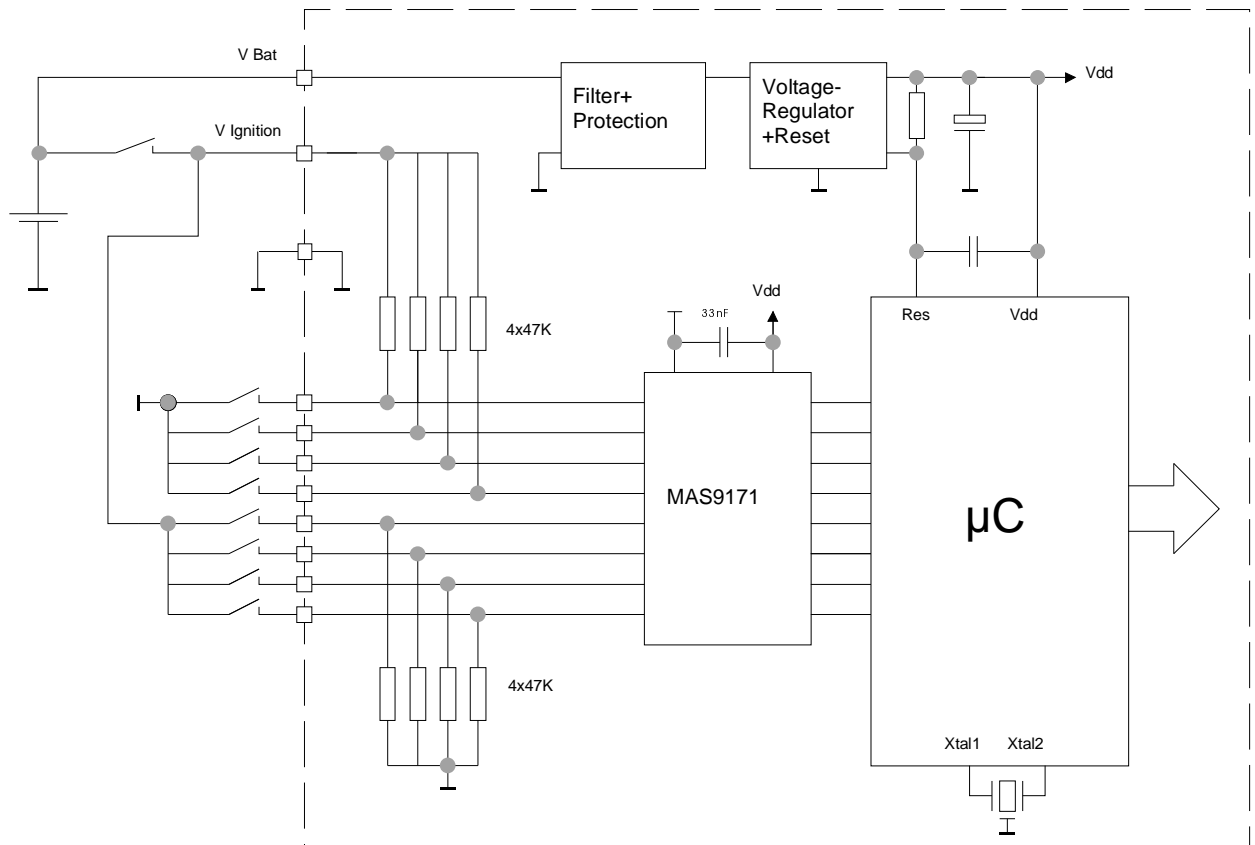 V Bat
V Ignition
Filter+
Protection
Voltage-
Regulator
+Reset
Vdd
4x47K
33nF
Vdd
Res
Vdd
MAS9171
µC
4x47K
Xtal1
Xtal2